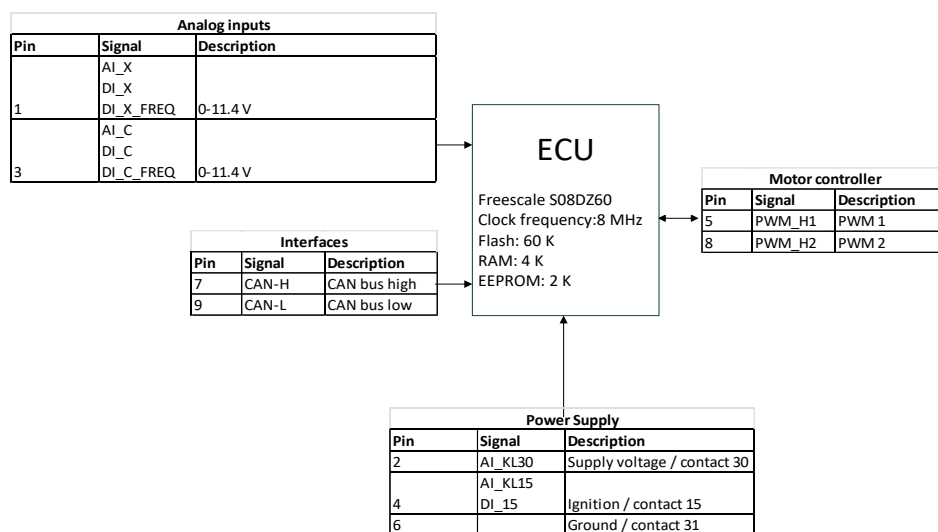 Analog inputs
Pin Signal Description
AI_X
DI_X
1 DI_X_FREQ 0-11.4 V
AI_C
DI_C
3 DI_C_FREQ 0-11.4 V
ECU
Freescale S08DZ60
Clock frequency:8 MHz
Flash: 60 K
RAM: 4 K
EEPROM: 2 K
Motor controller
Pin Signal Description
5 PWM_H1 PWM 1
8 PWM_H2 PWM 2
Interfaces
Pin Signal Description
7 CAN-H CAN bus high
9 CAN-L CAN bus low
Power Supply
Pin Signal Description
2 AI_KL30 Supply voltage / contact 30
AI_KL15
4 DI_15 Ignition / contact 15
6 Ground / contact 31